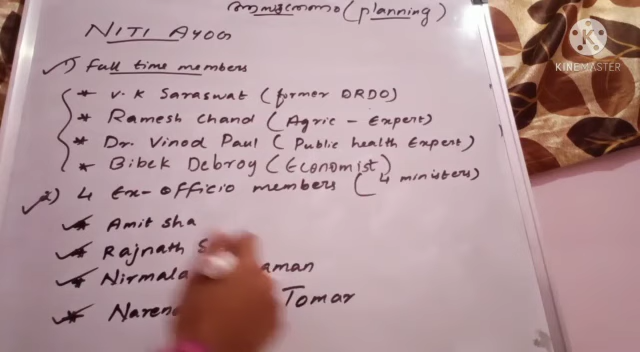 ആസൂത്രണം (planning)
NITI AYOG
1) Full time members
* V. K Saraswat (former DRDO)
* Ramesh Chand (Agric - Expert)
* Dr. Vinod Paul (Public health Expert)
* Bibek Debroy (Economist)
2) 4 Ex-officio members (4 ministers)
* Amit Sha
* Rajnath
* Nirmala
* Tomar
K
KINEMASTER